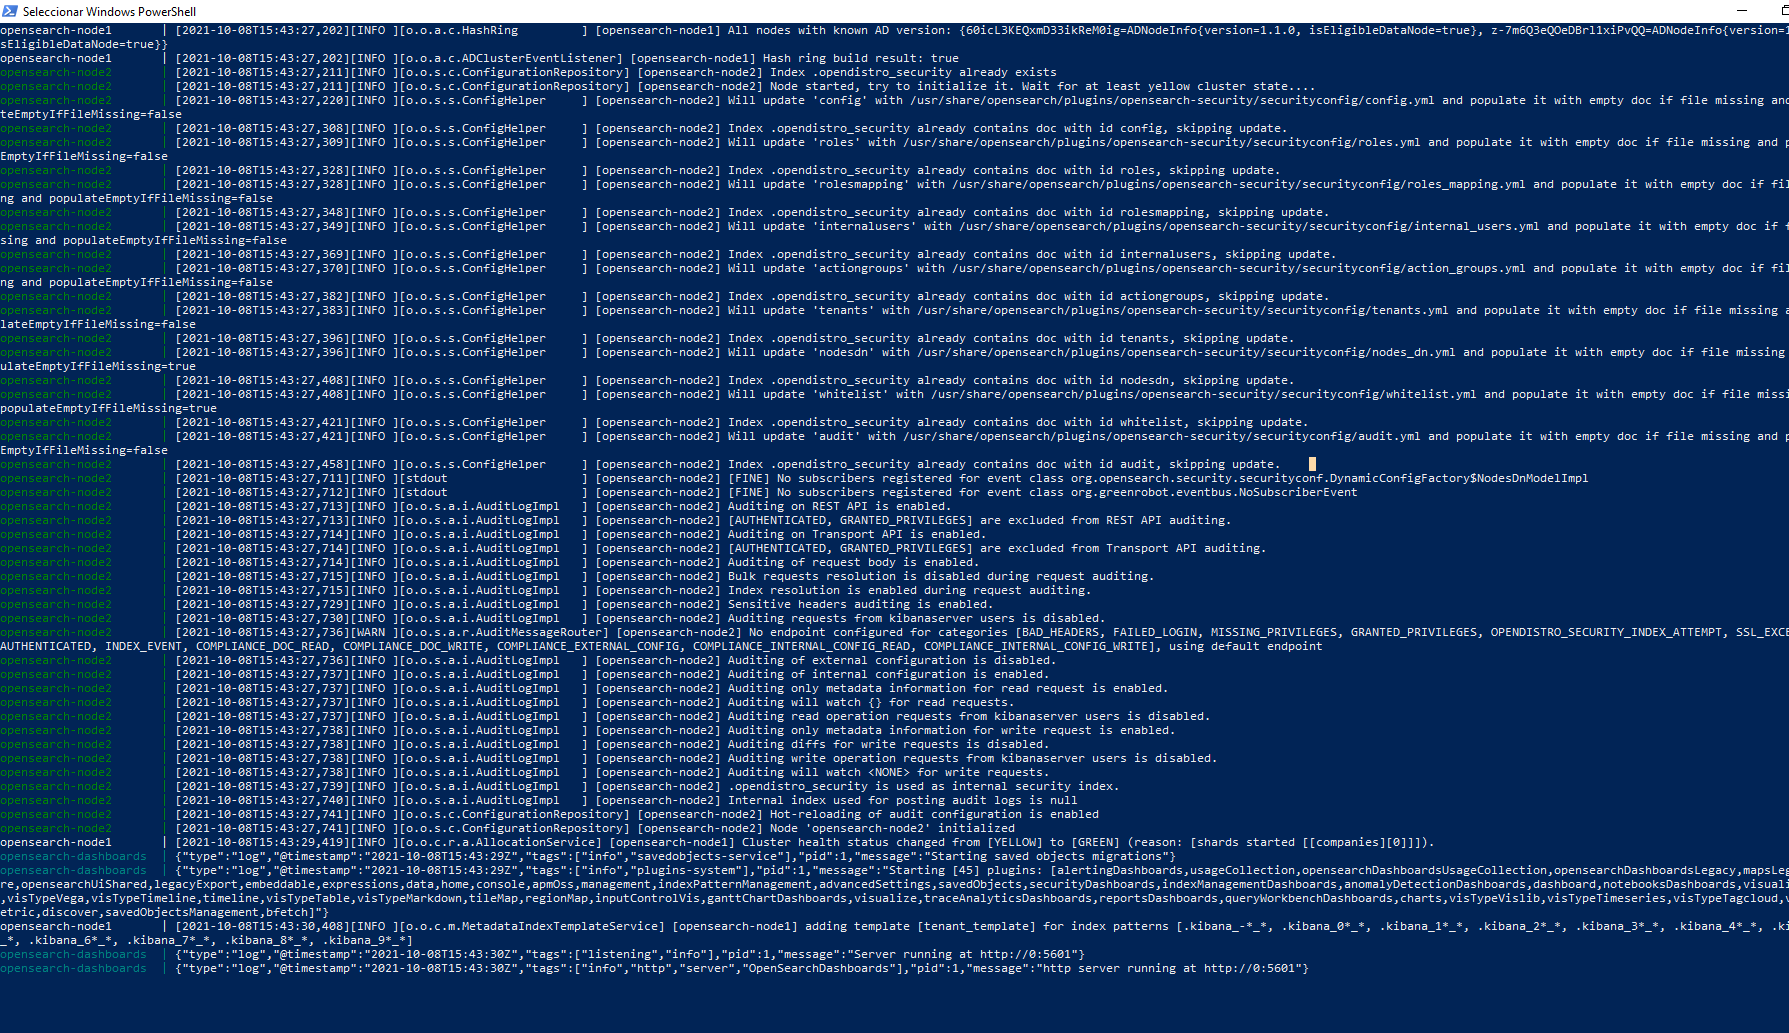 Seleccionar Windows PowerShell
opensearch-node1 | [2021-10-08T15:43:27,202][INFO ][o.o.a.c.HashRing ] [opensearch-node1] All nodes with known AD version: {60icL3KEQxmD33ikReM0ig=ADNodeInfo{version=1.1.0, isEligibleDataNode=true}, z-7m6Q3eQOeDBrl1xiPvQQ=ADNodeInfo{version=1
sEligibleDataNode=true}}
opensearch-node1 | [2021-10-08T15:43:27,202][INFO ][o.o.a.c.ADClusterEventListener] [opensearch-node1] Hash ring build result: true
opensearch-node2 | [2021-10-08T15:43:27,211][INFO ][o.o.s.c.ConfigurationRepository] [opensearch-node2] Index .opendistro_security already exists
opensearch-node2 | [2021-10-08T15:43:27,211][INFO ][o.o.s.c.ConfigurationRepository] [opensearch-node2] Node started, try to initialize it. Wait for at least yellow cluster state....
opensearch-node2 | [2021-10-08T15:43:27,220][INFO ][o.o.s.s.ConfigHelper ] [opensearch-node2] Will update 'config' with /usr/share/opensearch/plugins/opensearch-security/securityconfig/config.yml and populate it with empty doc if file missing and
teEmptyIfFileMissing=false
opensearch-node2 | [2021-10-08T15:43:27,308][INFO ][o.o.s.s.ConfigHelper ] [opensearch-node2] Index .opendistro_security already contains doc with id config, skipping update.
opensearch-node2 | [2021-10-08T15:43:27,309][INFO ][o.o.s.s.ConfigHelper ] [opensearch-node2] Will update 'roles' with /usr/share/opensearch/plugins/opensearch-security/securityconfig/roles.yml and populate it with empty doc if file missing and p
EmptyIfFileMissing=false
opensearch-node2 | [2021-10-08T15:43:27,328][INFO ][o.o.s.s.ConfigHelper ] [opensearch-node2] Index .opendistro_security already contains doc with id roles, skipping update.
opensearch-node2 | [2021-10-08T15:43:27,328][INFO ][o.o.s.s.ConfigHelper ] [opensearch-node2] Will update 'rolesmapping' with /usr/share/opensearch/plugins/opensearch-security/securityconfig/roles_mapping.yml and populate it with empty doc if fil
ng and populateEmptyIfFileMissing=false
opensearch-node2 | [2021-10-08T15:43:27,348][INFO ][o.o.s.s.ConfigHelper ] [opensearch-node2] Index .opendistro_security already contains doc with id rolesmapping, skipping update.
opensearch-node2 | [2021-10-08T15:43:27,349][INFO ][o.o.s.s.ConfigHelper ] [opensearch-node2] Will update 'internalusers' with /usr/share/opensearch/plugins/opensearch-security/securityconfig/internal_users.yml and populate it with empty doc if f
sing and populateEmptyIfFileMissing=false
opensearch-node2 | [2021-10-08T15:43:27,369][INFO ][o.o.s.s.ConfigHelper ] [opensearch-node2] Index .opendistro_security already contains doc with id internalusers, skipping update.
opensearch-node2 | [2021-10-08T15:43:27,370][INFO ][o.o.s.s.ConfigHelper ] [opensearch-node2] Will update 'actiongroups' with /usr/share/opensearch/plugins/opensearch-security/securityconfig/action_groups.yml and populate it with empty doc if fil
ng and populateEmptyIfFileMissing=false
opensearch-node2 | [2021-10-08T15:43:27,382][INFO ][o.o.s.s.ConfigHelper ] [opensearch-node2] Index .opendistro_security already contains doc with id actiongroups, skipping update.
opensearch-node2 | [2021-10-08T15:43:27,383][INFO ][o.o.s.s.ConfigHelper ] [opensearch-node2] Will update 'tenants' with /usr/share/opensearch/plugins/opensearch-security/securityconfig/tenants.yml and populate it with empty doc if file missing a
lateEmptyIfFileMissing=false
opensearch-node2 | [2021-10-08T15:43:27,396][INFO ][o.o.s.s.ConfigHelper ] [opensearch-node2] Index .opendistro_security already contains doc with id tenants, skipping update.
opensearch-node2 | [2021-10-08T15:43:27,396][INFO ][o.o.s.s.ConfigHelper ] [opensearch-node2] Will update 'nodesdn' with /usr/share/opensearch/plugins/opensearch-security/securityconfig/nodes_dn.yml and populate it with empty doc if file missing
ulateEmptyIfFileMissing=true
opensearch-node2 | [2021-10-08T15:43:27,408][INFO ][o.o.s.s.ConfigHelper ] [opensearch-node2] Index .opendistro_security already contains doc with id nodesdn, skipping update.
opensearch-node2 | [2021-10-08T15:43:27,408][INFO ][o.o.s.s.ConfigHelper ] [opensearch-node2] Will update 'whitelist' with /usr/share/opensearch/plugins/opensearch-security/securityconfig/whitelist.yml and populate it with empty doc if file missi
populateEmptyIfFileMissing=true
opensearch-node2 | [2021-10-08T15:43:27,421][INFO ][o.o.s.s.ConfigHelper ] [opensearch-node2] Index .opendistro_security already contains doc with id whitelist, skipping update.
opensearch-node2 | [2021-10-08T15:43:27,421][INFO ][o.o.s.s.ConfigHelper ] [opensearch-node2] Will update 'audit' with /usr/share/opensearch/plugins/opensearch-security/securityconfig/audit.yml and populate it with empty doc if file missing and p
EmptyIfFileMissing=false
opensearch-node2 | [2021-10-08T15:43:27,458][INFO ][o.o.s.s.ConfigHelper ] [opensearch-node2] Index .opendistro_security already contains doc with id audit, skipping update.
opensearch-node2 | [2021-10-08T15:43:27,711][INFO ][stdout ] [opensearch-node2] [FINE] No subscribers registered for event class org.opensearch.security.securityconf.DynamicConfigFactory$NodesDnModelImpl
opensearch-node2 | [2021-10-08T15:43:27,712][INFO ][stdout ] [opensearch-node2] [FINE] No subscribers registered for event class org.greenrobot.eventbus.NoSubscriberEvent
opensearch-node2 | [2021-10-08T15:43:27,713][INFO ][o.o.s.a.i.AuditLogImpl ] [opensearch-node2] Auditing on REST API is enabled.
opensearch-node2 | [2021-10-08T15:43:27,713][INFO ][o.o.s.a.i.AuditLogImpl ] [opensearch-node2] [AUTHENTICATED, GRANTED_PRIVILEGES] are excluded from REST API auditing.
opensearch-node2 | [2021-10-08T15:43:27,714][INFO ][o.o.s.a.i.AuditLogImpl ] [opensearch-node2] Auditing on Transport API is enabled.
opensearch-node2 | [2021-10-08T15:43:27,714][INFO ][o.o.s.a.i.AuditLogImpl ] [opensearch-node2] [AUTHENTICATED, GRANTED_PRIVILEGES] are excluded from Transport API auditing.
opensearch-node2 | [2021-10-08T15:43:27,714][INFO ][o.o.s.a.i.AuditLogImpl ] [opensearch-node2] Auditing of request body is enabled.
opensearch-node2 | [2021-10-08T15:43:27,715][INFO ][o.o.s.a.i.AuditLogImpl ] [opensearch-node2] Bulk requests resolution is disabled during request auditing.
opensearch-node2 | [2021-10-08T15:43:27,715][INFO ][o.o.s.a.i.AuditLogImpl ] [opensearch-node2] Index resolution is enabled during request auditing.
opensearch-node2 | [2021-10-08T15:43:27,729][INFO ][o.o.s.a.i.AuditLogImpl ] [opensearch-node2] Sensitive headers auditing is enabled.
opensearch-node2 | [2021-10-08T15:43:27,730][INFO ][o.o.s.a.i.AuditLogImpl ] [opensearch-node2] Auditing requests from kibanaserver users is disabled.
opensearch-node2 | [2021-10-08T15:43:27,736][WARN ][o.o.s.a.r.AuditMessageRouter] [opensearch-node2] No endpoint configured for categories [BAD_HEADERS, FAILED_LOGIN, MISSING_PRIVILEGES, GRANTED_PRIVILEGES, OPENDISTRO_SECURITY_INDEX_ATTEMPT, SSL_EXCE
AUTHENTICATED, INDEX_EVENT, COMPLIANCE_DOC_READ, COMPLIANCE_DOC_WRITE, COMPLIANCE_EXTERNAL_CONFIG, COMPLIANCE_INTERNAL_CONFIG_READ, COMPLIANCE_INTERNAL_CONFIG_WRITE], using default endpoint
opensearch-node2 | [2021-10-08T15:43:27,736][INFO ][o.o.s.a.i.AuditLogImpl ] [opensearch-node2] Auditing of external configuration is disabled.
opensearch-node2 | [2021-10-08T15:43:27,737][INFO ][o.o.s.a.i.AuditLogImpl ] [opensearch-node2] Auditing of internal configuration is enabled.
opensearch-node2 | [2021-10-08T15:43:27,737][INFO ][o.o.s.a.i.AuditLogImpl ] [opensearch-node2] Auditing only metadata information for read request is enabled.
opensearch-node2 | [2021-10-08T15:43:27,737][INFO ][o.o.s.a.i.AuditLogImpl ] [opensearch-node2] Auditing will watch {} for read requests.
opensearch-node2 | [2021-10-08T15:43:27,737][INFO ][o.o.s.a.i.AuditLogImpl ] [opensearch-node2] Auditing read operation requests from kibanaserver users is disabled.
opensearch-node2 | [2021-10-08T15:43:27,738][INFO ][o.o.s.a.i.AuditLogImpl ] [opensearch-node2] Auditing only metadata information for write request is enabled.
opensearch-node2 | [2021-10-08T15:43:27,738][INFO ][o.o.s.a.i.AuditLogImpl ] [opensearch-node2] Auditing diffs for write requests is disabled.
opensearch-node2 | [2021-10-08T15:43:27,738][INFO ][o.o.s.a.i.AuditLogImpl ] [opensearch-node2] Auditing write operation requests from kibanaserver users is disabled.
opensearch-node2 | [2021-10-08T15:43:27,738][INFO ][o.o.s.a.i.AuditLogImpl ] [opensearch-node2] Auditing will watch <NONE> for write requests.
opensearch-node2 | [2021-10-08T15:43:27,739][INFO ][o.o.s.a.i.AuditLogImpl ] [opensearch-node2] .opendistro_security is used as internal security index.
opensearch-node2 | [2021-10-08T15:43:27,740][INFO ][o.o.s.a.i.AuditLogImpl ] [opensearch-node2] Internal index used for posting audit logs is null
opensearch-node2 | [2021-10-08T15:43:27,741][INFO ][o.o.s.c.ConfigurationRepository] [opensearch-node2] Hot-reloading of audit configuration is enabled
opensearch-node2 | [2021-10-08T15:43:27,741][INFO ][o.o.s.c.ConfigurationRepository] [opensearch-node2] Node 'opensearch-node2' initialized
opensearch-node1 | [2021-10-08T15:43:29,419][INFO ][o.o.c.r.a.AllocationService] [opensearch-node1] Cluster health status changed from [YELLOW] to [GREEN] (reason: [shards started [[companies][0]]]).
opensearch-dashboards | {"type":"log","@timestamp":"2021-10-08T15:43:29Z","tags":["info","savedobjects-service"],"pid":1,"message":"Starting saved objects migrations"}
opensearch-dashboards | {"type":"log","@timestamp":"2021-10-08T15:43:29Z","tags":["info","plugins-system"],"pid":1,"message":"Starting [45] plugins: [alertingDashboards,usageCollection,opensearchDashboardsUsageCollection,opensearchDashboardsLegacy,mapsLeg
re,opensearchUiShared,legacyExport,embeddable,expressions,data,home,console,apmOss,management,indexPatternManagement,advancedSettings,savedObjects,securityDashboards,indexManagementDashboards,anomalyDetectionDashboards,dashboard,notebooksDashboards,visuali
,visTypeVega,visTypeTimeline,timeline,visTypeTable,visTypeMarkdown,tileMap,regionMap,inputControlVis,ganttChartDashboards,visualize,traceAnalyticsDashboards,reportsDashboards,queryWorkbenchDashboards,charts,visTypeVislib,visTypeTimeseries,visTypeTagcloud,v
etric,discover,savedObjectsManagement,bfetch]"}
opensearch-node1 | [2021-10-08T15:43:30,408][INFO ][o.o.c.m.MetadataIndexTemplateService] [opensearch-node1] adding template [tenant_template] for index patterns [.kibana_-*_*, .kibana_0*_*, .kibana_1*_*, .kibana_2*_*, .kibana_3*_*, .kibana_4*_*, .ki
_*, .kibana_6*_*, .kibana_7*_*, .kibana_8*_*, .kibana_9*_*]
opensearch-dashboards | {"type":"log","@timestamp":"2021-10-08T15:43:30Z","tags":["listening","info"],"pid":1,"message":"Server running at http://0:5601"}
opensearch-dashboards | {"type":"log","@timestamp":"2021-10-08T15:43:30Z","tags":["info","http","server","OpenSearchDashboards"],"pid":1,"message":"http server running at http://0:5601"}